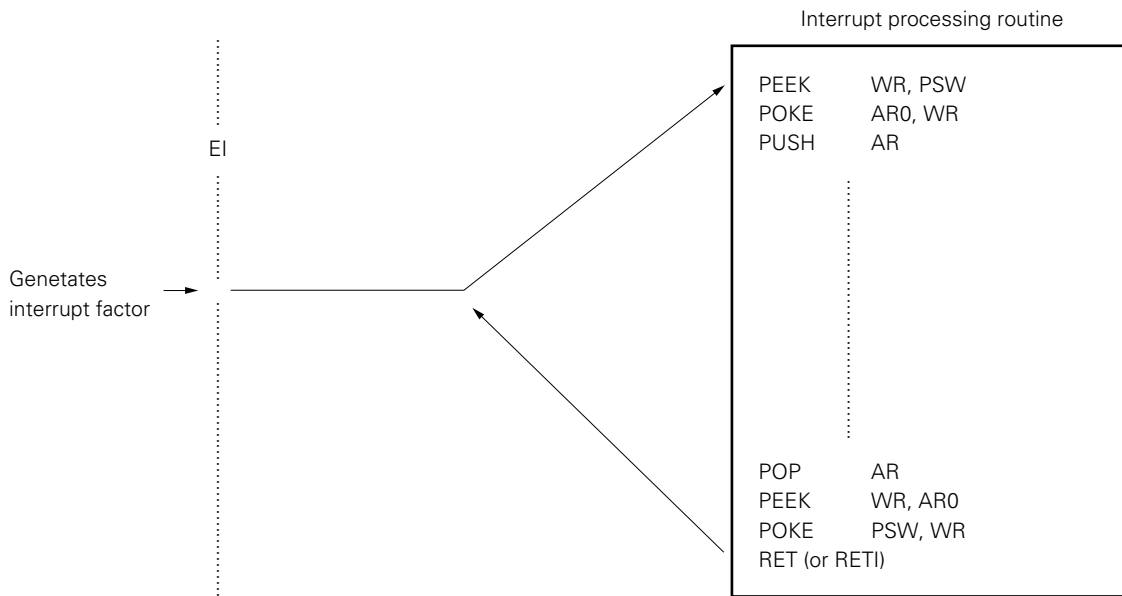 Interrupt processing routine
PEEK WR, PSW
POKE AR0, WR
PUSH AR
EI
Genetates
interrupt factor
POP AR
PEEK WR, AR0
POKE PSW, WR
RET (or RETI)